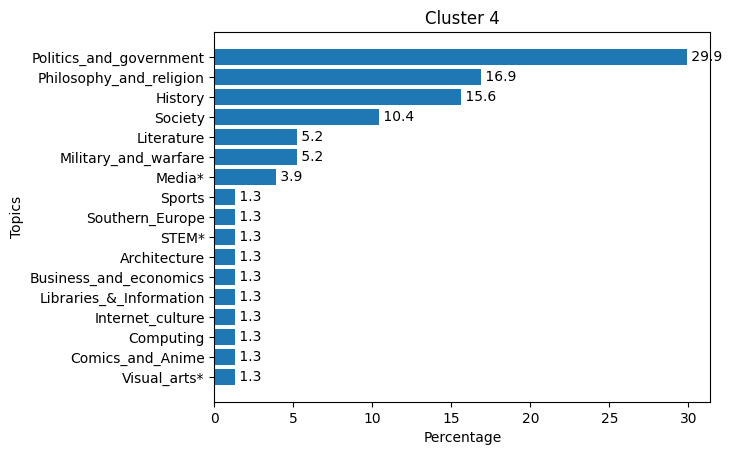 Cluster 4
Politics_and_government 29.9
Philosophy_and_religion 16.9
History 15.6
Society 10.4
Literature 5.2
Military_and_warfare 5.2
Media* 3.9
Sports 1.3
Southern_Europe 1.3
STEM* 1.3
Architecture 1.3
Business_and_economics 1.3
Libraries_&_Information 1.3
Internet_culture 1.3
Computing 1.3
Comics_and_Anime 1.3
Visual_arts* 1.3
Topics
0 5 10 15 20 25 30
Percentage